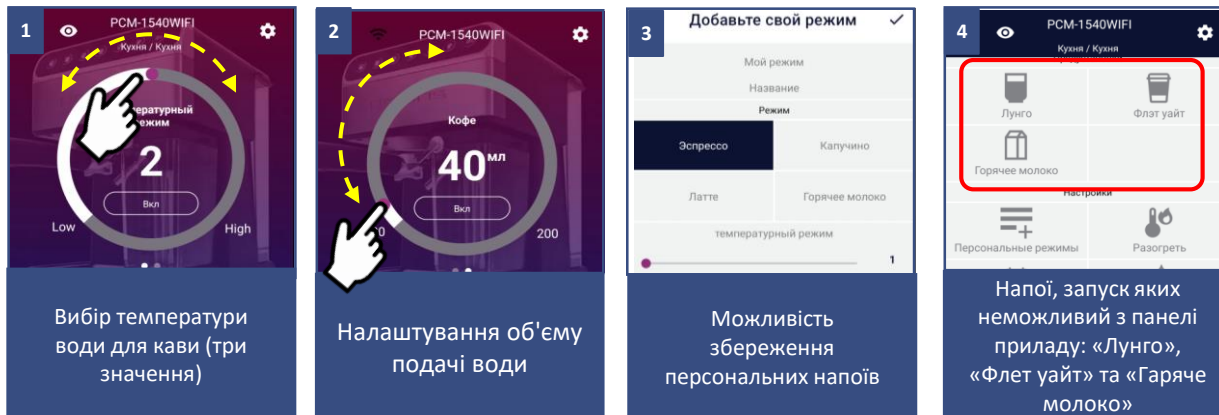 1
PCM-1540WIFI
Кухня / Кухня
режим
2
Вкл
Low
High
Вибір температури
води для кави (три
значення)
2
PCM-1540WIFI
Кофе
40 мл
Вкл
200
Налаштування об'єму
подачі води
3
Добавьте свой режим
Мой режим
Название
Режим
Эспрессо
Капучино
Латте
Горячее молоко
температурный режим
1
Можливість
збереження
персональних напоїв
4
PCM-1540WIFI
Кухня / Кухня
Лунго
Флэт уайт
Горячее молоко
Настройки
Персональные режимы
Разогреть
Напої, запуск яких
неможливий з панелі
приладу: «Лунго»,
«Флет уайт» та «Гаряче
молоко»